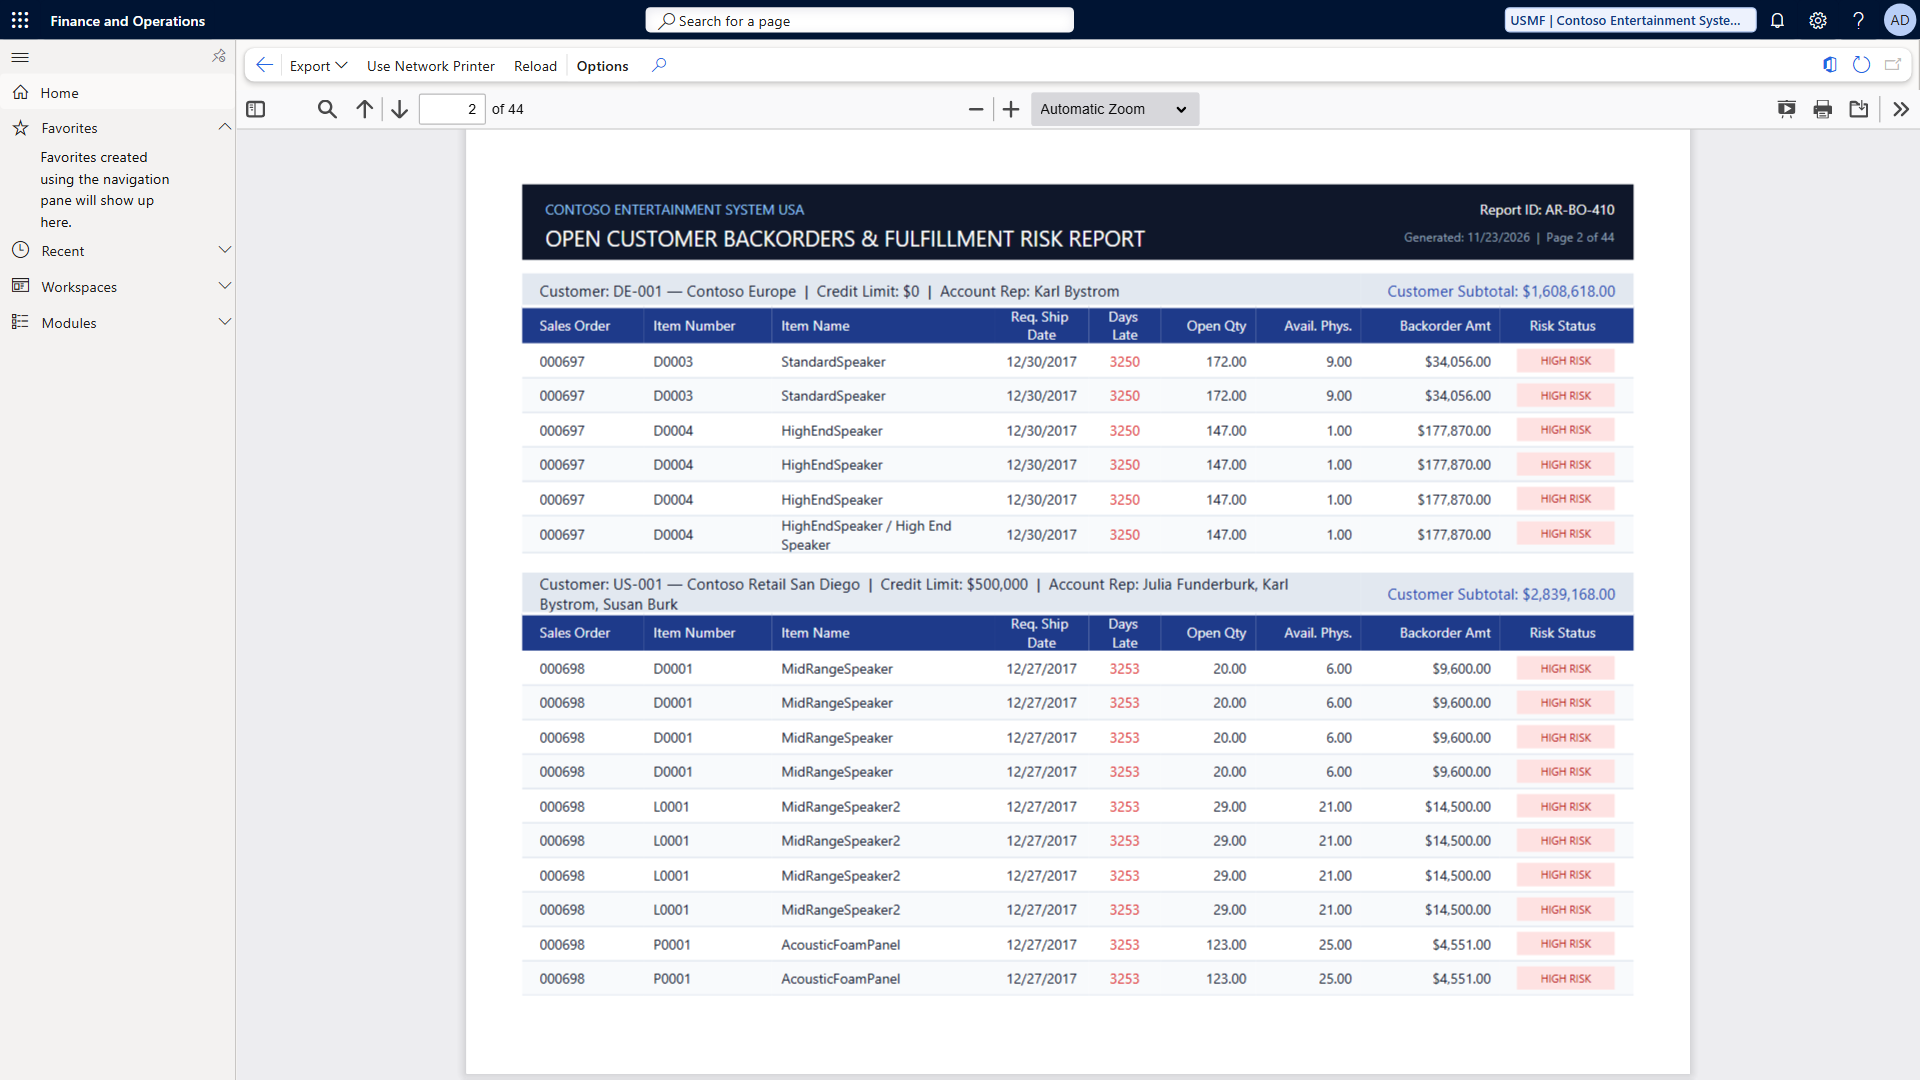 Finance and Operations
Search for a page
USMF | Contoso Entertainment Syste...
AD
Export
Use Network Printer
Reload
Options
2 of 44
Automatic Zoom
Home
Favorites
Favorites created
using the navigation
pane will show up
here.
Recent
Workspaces
Modules
CONTOSO ENTERTAINMENT SYSTEM USA
Report ID: AR-BO-410
OPEN CUSTOMER BACKORDERS & FULFILLMENT RISK REPORT
Generated: 11/23/2026 | Page 2 of 44
Customer: DE-001 — Contoso Europe | Credit Limit: $0 | Account Rep: Karl Bystrom Customer Subtotal: $1,608,618.00
Sales Order Item Number Item Name Req. Ship Date Days Late Open Qty Avail. Phys. Backorder Amt Risk Status
000697 D0003 StandardSpeaker 12/30/2017 3250 172.00 9.00 $34,056.00 HIGH RISK
000697 D0003 StandardSpeaker 12/30/2017 3250 172.00 9.00 $34,056.00 HIGH RISK
000697 D0004 HighEndSpeaker 12/30/2017 3250 147.00 1.00 $177,870.00 HIGH RISK
000697 D0004 HighEndSpeaker 12/30/2017 3250 147.00 1.00 $177,870.00 HIGH RISK
000697 D0004 HighEndSpeaker 12/30/2017 3250 147.00 1.00 $177,870.00 HIGH RISK
000697 D0004 HighEndSpeaker / High End Speaker 12/30/2017 3250 147.00 1.00 $177,870.00 HIGH RISK
Customer: US-001 — Contoso Retail San Diego | Credit Limit: $500,000 | Account Rep: Julia Funderburk, Karl
Bystrom, Susan Burk
Customer Subtotal: $2,839,168.00
Sales Order Item Number Item Name Req. Ship Date Days Late Open Qty Avail. Phys. Backorder Amt Risk Status
000698 D0001 MidRangeSpeaker 12/27/2017 3253 20.00 6.00 $9,600.00 HIGH RISK
000698 D0001 MidRangeSpeaker 12/27/2017 3253 20.00 6.00 $9,600.00 HIGH RISK
000698 D0001 MidRangeSpeaker 12/27/2017 3253 20.00 6.00 $9,600.00 HIGH RISK
000698 D0001 MidRangeSpeaker 12/27/2017 3253 20.00 6.00 $9,600.00 HIGH RISK
000698 L0001 MidRangeSpeaker2 12/27/2017 3253 29.00 21.00 $14,500.00 HIGH RISK
000698 L0001 MidRangeSpeaker2 12/27/2017 3253 29.00 21.00 $14,500.00 HIGH RISK
000698 L0001 MidRangeSpeaker2 12/27/2017 3253 29.00 21.00 $14,500.00 HIGH RISK
000698 L0001 MidRangeSpeaker2 12/27/2017 3253 29.00 21.00 $14,500.00 HIGH RISK
000698 P0001 AcousticFoamPanel 12/27/2017 3253 123.00 25.00 $4,551.00 HIGH RISK
000698 P0001 AcousticFoamPanel 12/27/2017 3253 123.00 25.00 $4,551.00 HIGH RISK